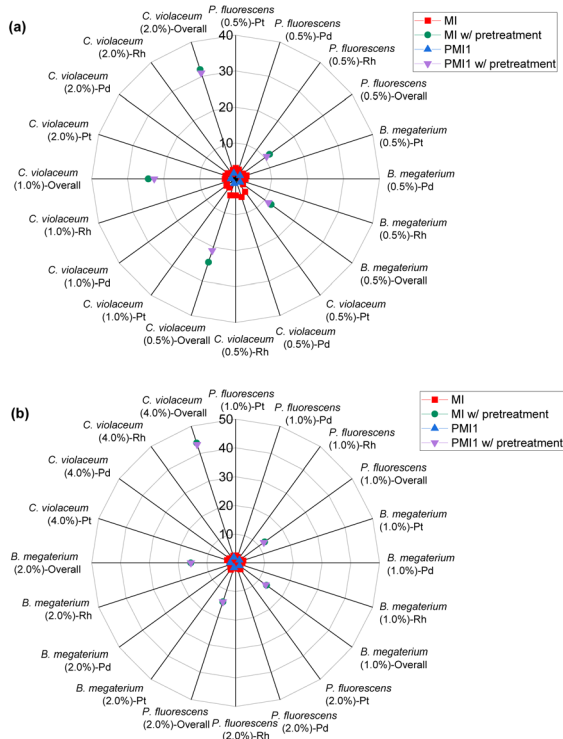 (a)
C. violaceum
(2.0%)-Overall
P. fluorescens
(0.5%)-Pt
P. fluorescens
(0.5%)-Pd
P. fluorescens
(0.5%)-Rh
P. fluorescens
(0.5%)-Overall
B. megaterium
(0.5%)-Pt
B. megaterium
(0.5%)-Pd
B. megaterium
(0.5%)-Rh
B. megaterium
(0.5%)-Overall
C. violaceum
(0.5%)-Pt
C. violaceum
(0.5%)-Pd
C. violaceum
(0.5%)-Rh
C. violaceum
(0.5%)-Overall
C. violaceum
(1.0%)-Pt
C. violaceum
(1.0%)-Pd
C. violaceum
(1.0%)-Rh
C. violaceum
(1.0%)-Overall
C. violaceum
(2.0%)-Pt
C. violaceum
(2.0%)-Pd
C. violaceum
(2.0%)-Rh
40
30
20
10
0
MI
MI w/ pretreatment
PMI1
PMI1 w/ pretreatment
(b)
C. violaceum
(4.0%)-Overall
P. fluorescens
(1.0%)-Pt
P. fluorescens
(1.0%)-Pd
P. fluorescens
(1.0%)-Rh
P. fluorescens
(1.0%)-Overall
B. megaterium
(1.0%)-Pt
B. megaterium
(1.0%)-Pd
B. megaterium
(1.0%)-Rh
B. megaterium
(1.0%)-Overall
P. fluorescens
(2.0%)-Pt
P. fluorescens
(2.0%)-Pd
P. fluorescens
(2.0%)-Rh
P. fluorescens
(2.0%)-Overall
B. megaterium
(2.0%)-Pt
B. megaterium
(2.0%)-Pd
B. megaterium
(2.0%)-Rh
B. megaterium
(2.0%)-Overall
C. violaceum
(4.0%)-Pt
C. violaceum
(4.0%)-Pd
C. violaceum
(4.0%)-Rh
50
40
30
20
10
0
MI
MI w/ pretreatment
PMI1
PMI1 w/ pretreatment